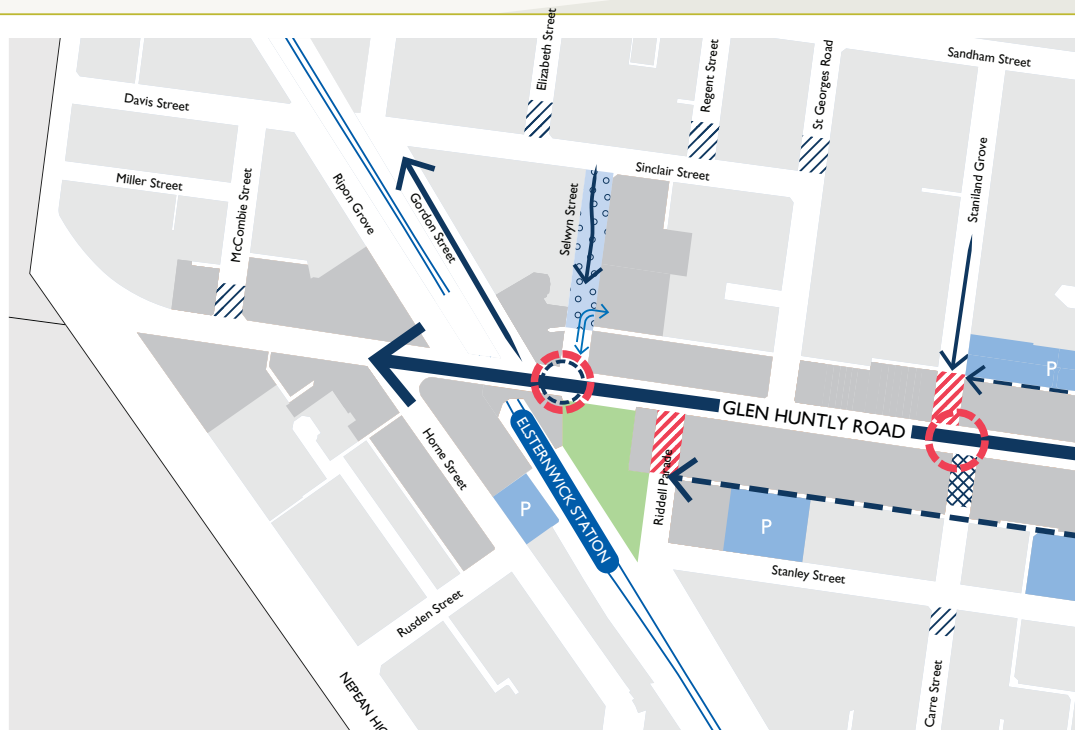 Elizabeth Street
Regent Street
St Georges Road
Sandham Street
Davis Street
Sinclair Street
Miller Street
McCombie Street
Ripon Grove
Gordon Street
Selwyn Street
Staniland Grove
P
GLEN HUNTLY ROAD
Horne Street
ELSTERNWICK STATION
Riddell Parade
P
P
Stanley Street
Rusden Street
Carre Street
NEPEAN HIG